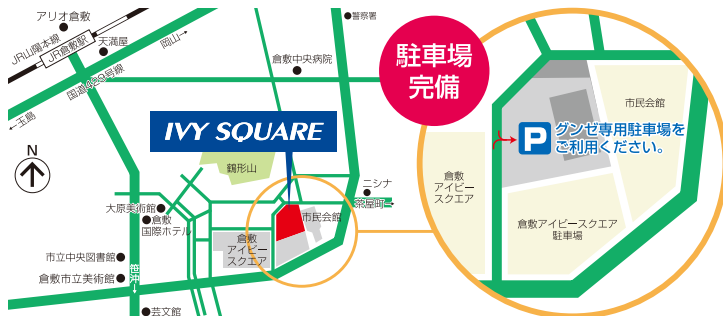 アリオ倉敷
JR山陽本線
JR倉敷駅
天満屋
岡山→
国道429号線
←玉島
警察署
倉敷中央病院
駐車場
完備
IVY SQUARE
N
鶴形山
ニシナ
茶屋町→
大原美術館
倉敷
国際ホテル
市民会館
倉敷
アイビー
スクエア
市立中央図書館
倉敷市立美術館
笹沖→
芸文館
市民会館
P
グンゼ専用駐車場を
ご利用ください。
倉敷
アイビー
スクエア
倉敷アイビースクエア
駐車場